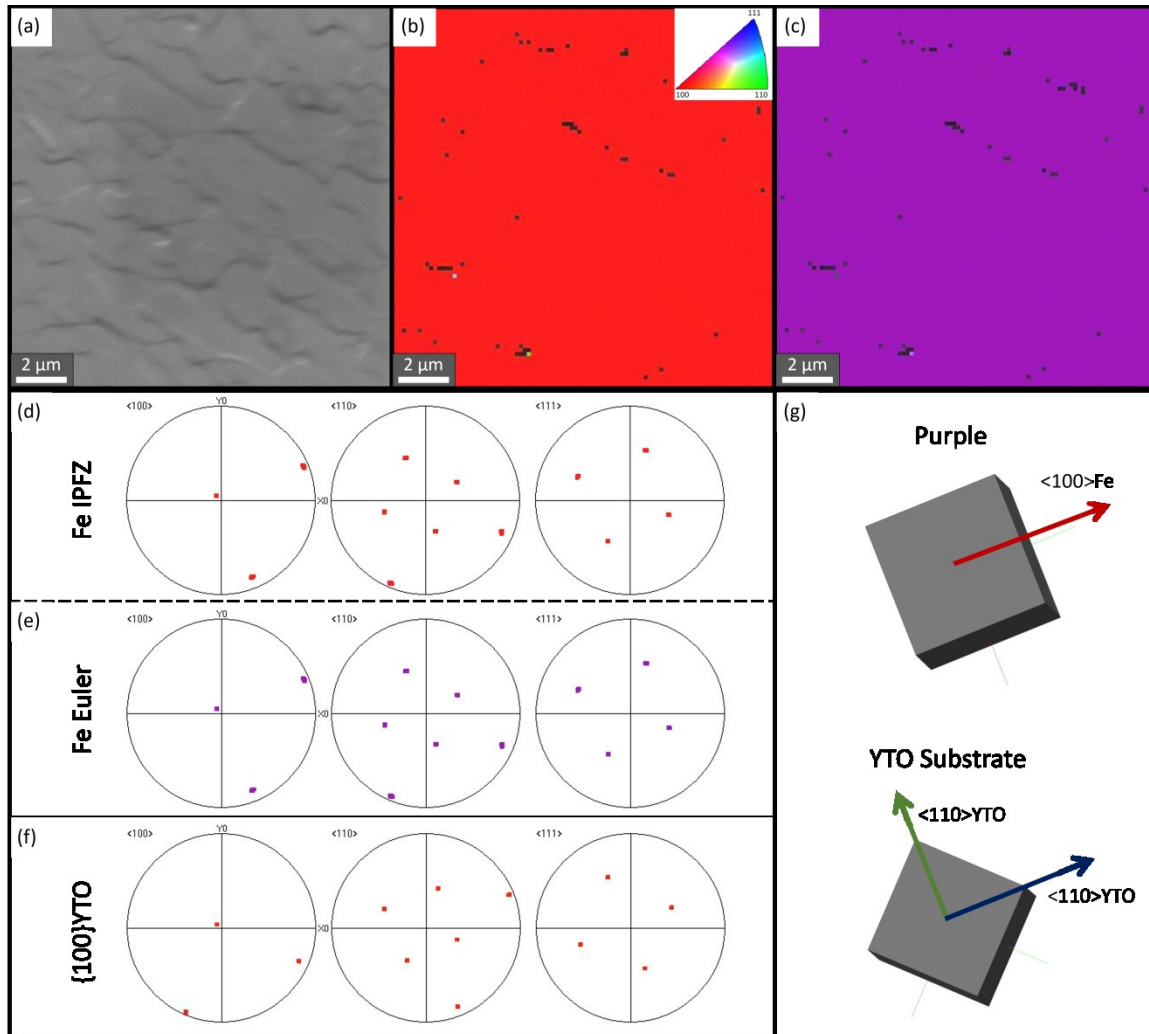 (a)
(b)
111
100
110
(c)
2 µm
2 µm
2 µm
(d)
Fe IPFZ
<100>
Y0
X0
<110>
<111>
(e)
Fe Euler
<100>
Y0
X0
<110>
<111>
(f)
{100}YTO
<100>
Y0
X0
<110>
<111>
(g)
Purple
<100>Fe
YTO Substrate
<110>YTO
<110>YTO